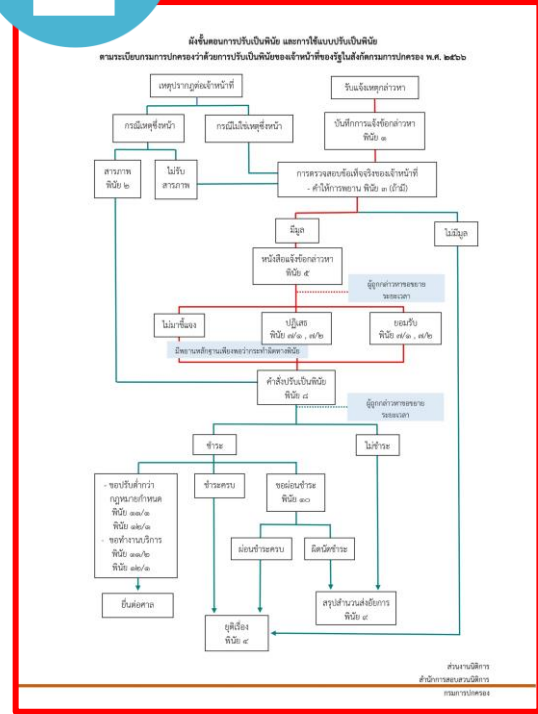 ผังขั้นตอนการปรับเป็นพินัย และการใช้แบบปรับเป็นพินัย
ตามระเบียบกรมการปกครองว่าด้วยการปรับเป็นพินัยของเจ้าหน้าที่ของรัฐในสังกัดกรมการปกครอง พ.ศ. ๒๕๖๖
เหตุปรากฏต่อเจ้าหน้าที่
รับแจ้งเหตุกล่าวหา
กรณีเหตุซึ่งหน้า
กรณีไม่ใช่เหตุซึ่งหน้า
บันทึกการแจ้งข้อกล่าวหา
พินัย ๑
สารภาพ
พินัย ๒
ไม่รับ
สารภาพ
การตรวจสอบข้อเท็จจริงของเจ้าหน้าที่
- คำให้การพยาน พินัย ๓ (ถ้ามี)
มีมูล
ไม่มีมูล
หนังสือแจ้งข้อกล่าวหา
พินัย ๕
ผู้ถูกกล่าวหาขอขยาย
ระยะเวลา
ไม่มาชี้แจง
ปฏิเสธ
พินัย ๗/๑ , ๗/๒
ยอมรับ
พินัย ๗/๑ , ๗/๒
มีพยานหลักฐานเพียงพอว่ากระทำผิดทางพินัย
คำสั่งปรับเป็นพินัย
พินัย ๘
ผู้ถูกกล่าวหาขอขยาย
ระยะเวลา
ชำระ
ไม่ชำระ
- ขอปรับต่ำกว่า
กฎหมายกำหนด
พินัย ๑๑/๑
พินัย ๑๒/๑
- ขอทำงานบริการ
พินัย ๑๑/๒
พินัย ๑๒/๑
ชำระครบ
ขอผ่อนชำระ
พินัย ๑๐
ผ่อนชำระครบ
ผิดนัดชำระ
ยื่นต่อศาล
สรุปสำนวนส่งอัยการ
พินัย ๙
ยุติเรื่อง
พินัย ๔
ส่วนงานนิติการ
สำนักการสอบสวนนิติการ
กรมการปกครอง